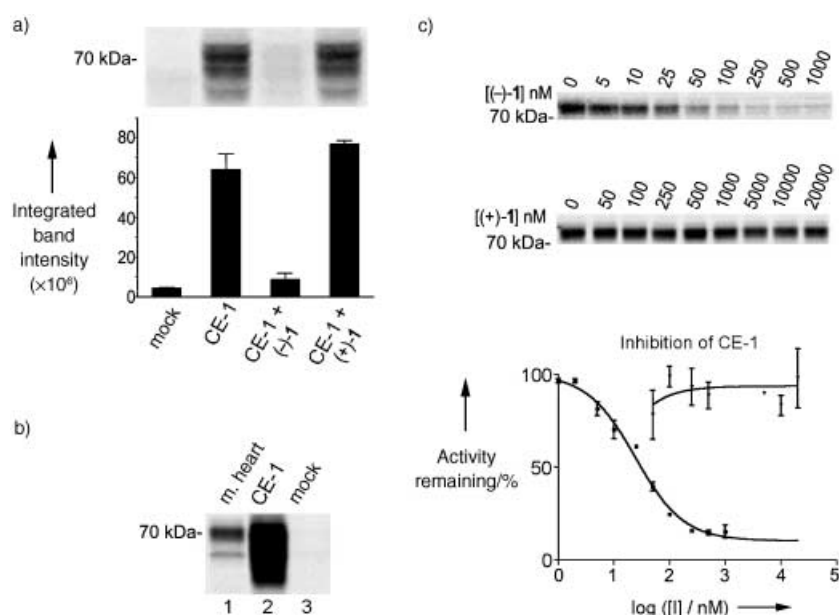 a)
70 kDa-
80
60
40
20
0
Integrated
band
intensity
(×10⁶)
mock
CE-1
CE-1 +
(-)-1
CE-1 +
(+)-1
b)
m. heart
CE-1
mock
70 kDa-
1 2 3
c)
0 5 10 25 50 100 250 500 1000
[(–)-1] nM
70 kDa-
0 50 100 250 500 1000 5000 10000 20000
[(+)-1] nM
70 kDa-
Inhibition of CE-1
100
50
0
Activity
remaining/%
0 1 2 3 4 5
log ([I] / nM)